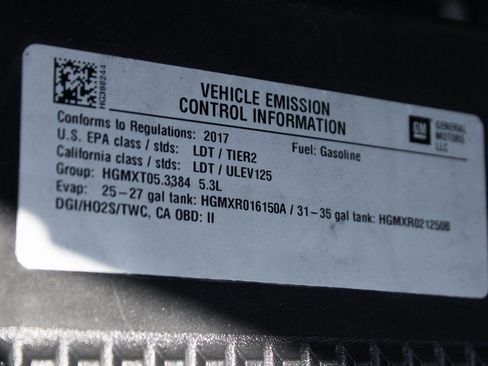 HG398244
VEHICLE EMISSION
CONTROL INFORMATION
GM
GENERAL
MOTORS
LLC
Conforms to Regulations: 2017
U.S. EPA class / stds: LDT / TIER2 Fuel: Gasoline
California class / stds: LDT / ULEV125
Group: HGMXT05.3384 5.3L
Evap: 25-27 gal tank: HGMXR016150A / 31-35 gal tank: HGMXR0212508
DGI/HO2S/TWC, CA OBD: II